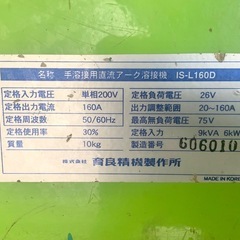 名称 手溶接用直流アーク溶接機 IS-L160D
定格入力電圧 単相200V 定格負荷電圧 26V
定格出力電流 160A 出力調整範囲 20~160A
定格周波数 50/60Hz 最高無負荷電圧 75V
定格使用率 30% 定格入力 9kVA 6kW
質量 10kg 製造番号 606010
株式会社 育良精機製作所
MADE IN KOREA